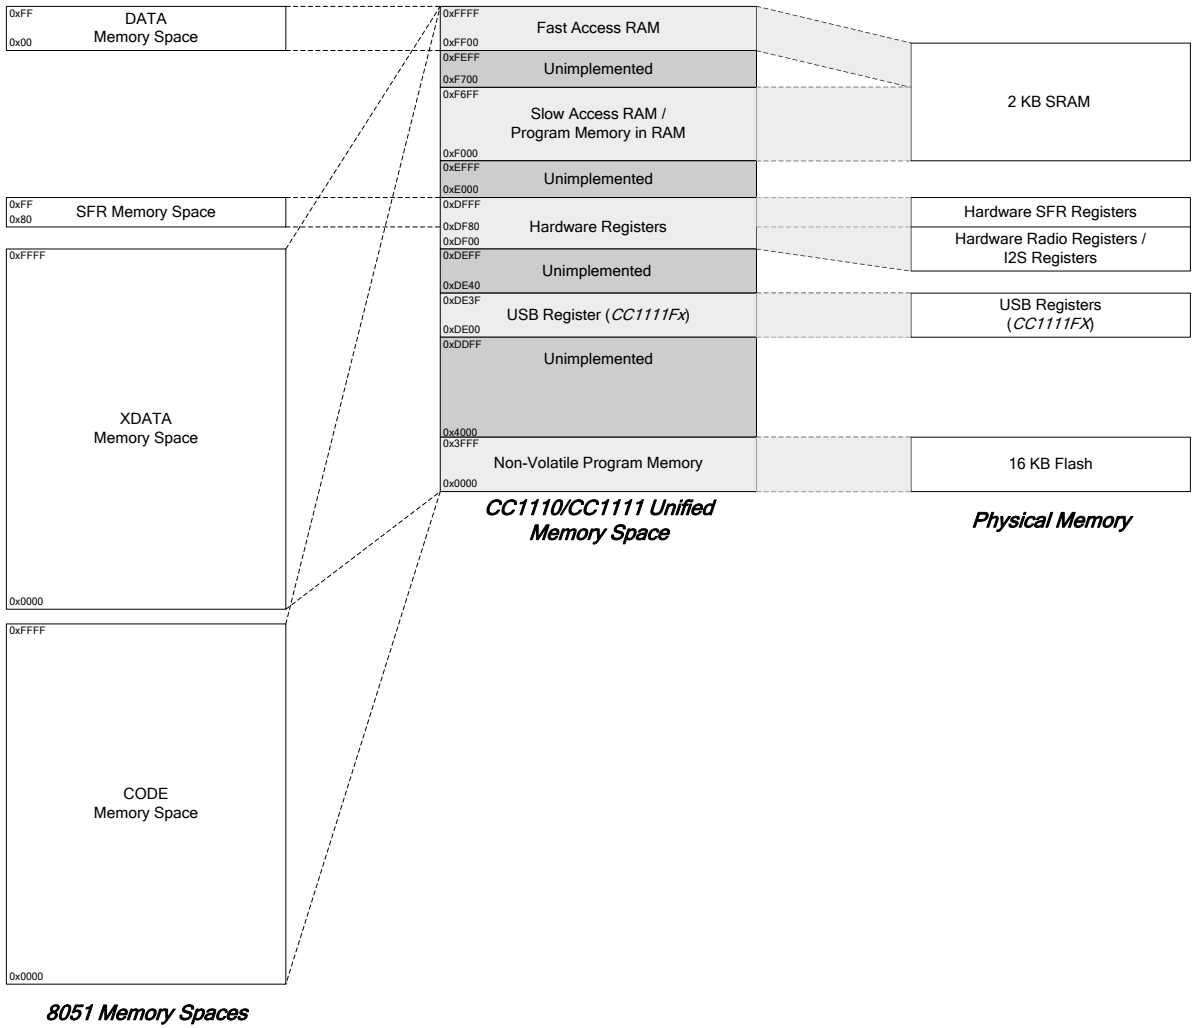 0xFF
DATA
Memory Space
0x00
0xFF
SFR Memory Space
0x80
0xFFFF
XDATA
Memory Space
0x0000
0xFFFF
CODE
Memory Space
0x0000
8051 Memory Spaces
0xFFFF
Fast Access RAM
0xFF00
0xFEFF
Unimplemented
0xF700
0xF6FF
Slow Access RAM /
Program Memory in RAM
0xF000
0xEFFF
Unimplemented
0xE000
0xDFFF
0xDF80
Hardware Registers
0xDF00
0xDEFF
Unimplemented
0xDE40
0xDE3F
USB Register (CC1111Fx)
0xDE00
0xDDFF
Unimplemented
0x4000
0x3FFF
Non-Volatile Program Memory
0x0000
CC1110/CC1111 Unified
Memory Space
2 KB SRAM
Hardware SFR Registers
Hardware Radio Registers /
I2S Registers
USB Registers
(CC1111FX)
16 KB Flash
Physical Memory